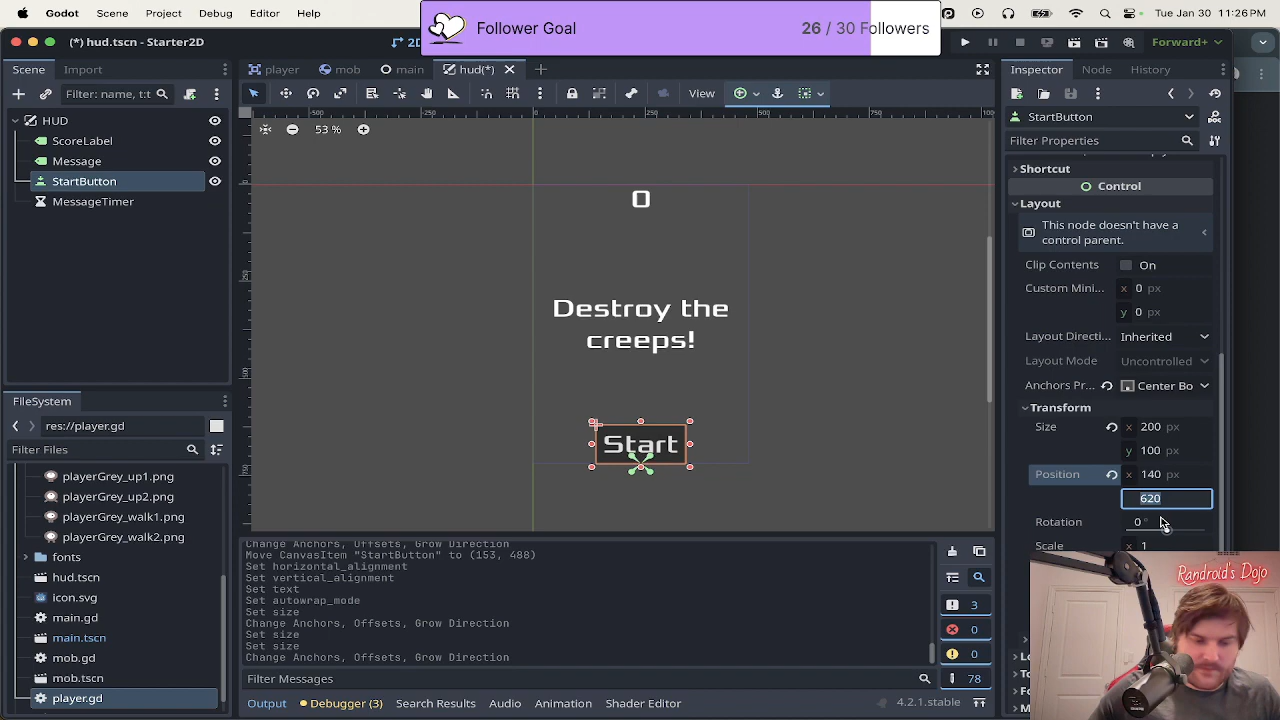 Follower Goal
26 / 30 Followers
Tue Jan 30 11:26 PM
(*) hud.tscn - Starter2D
2D
Forward+
Scene
Import
player
mob
main
hud(*)
Inspector
Node
History
Filter: name, t:t
View
HUD
ScoreLabel
Message
StartButton
MessageTimer
53 %
-500
-250
0
250
500
750
1000
0
Destroy the
creeps!
Start
StartButton
Filter Properties
Shortcut
Control
Layout
This node doesn't have a
control parent.
Clip Contents
On
Custom Mini...
x 0 px
y 0 px
Layout Directi...
Inherited
Layout Mode
Uncontrolled
Anchors Pr...
Center Bo
Transform
Size
x 200 px
y 100 px
Position
x 140 px
620
Rotation
0 °
Scale
x 1
FileSystem
res://player.gd
Filter Files
playerGrey_up1.png
playerGrey_up2.png
playerGrey_walk1.png
playerGrey_walk2.png
fonts
hud.tscn
icon.svg
main.gd
main.tscn
mob.gd
mob.tscn
player.gd
Change Anchors, Offsets, Grow Direction
Move CanvasItem "StartButton" to (153, 488)
Set horizontal_alignment
Set vertical_alignment
Set text
Set autowrap_mode
Set size
Change Anchors, Offsets, Grow Direction
Set size
Set size
Change Anchors, Offsets, Grow Direction
Filter Messages
3
0
0
78
Output
Debugger (3)
Search Results
Audio
Animation
Shader Editor
4.2.1.stable
Randroid's Dojo